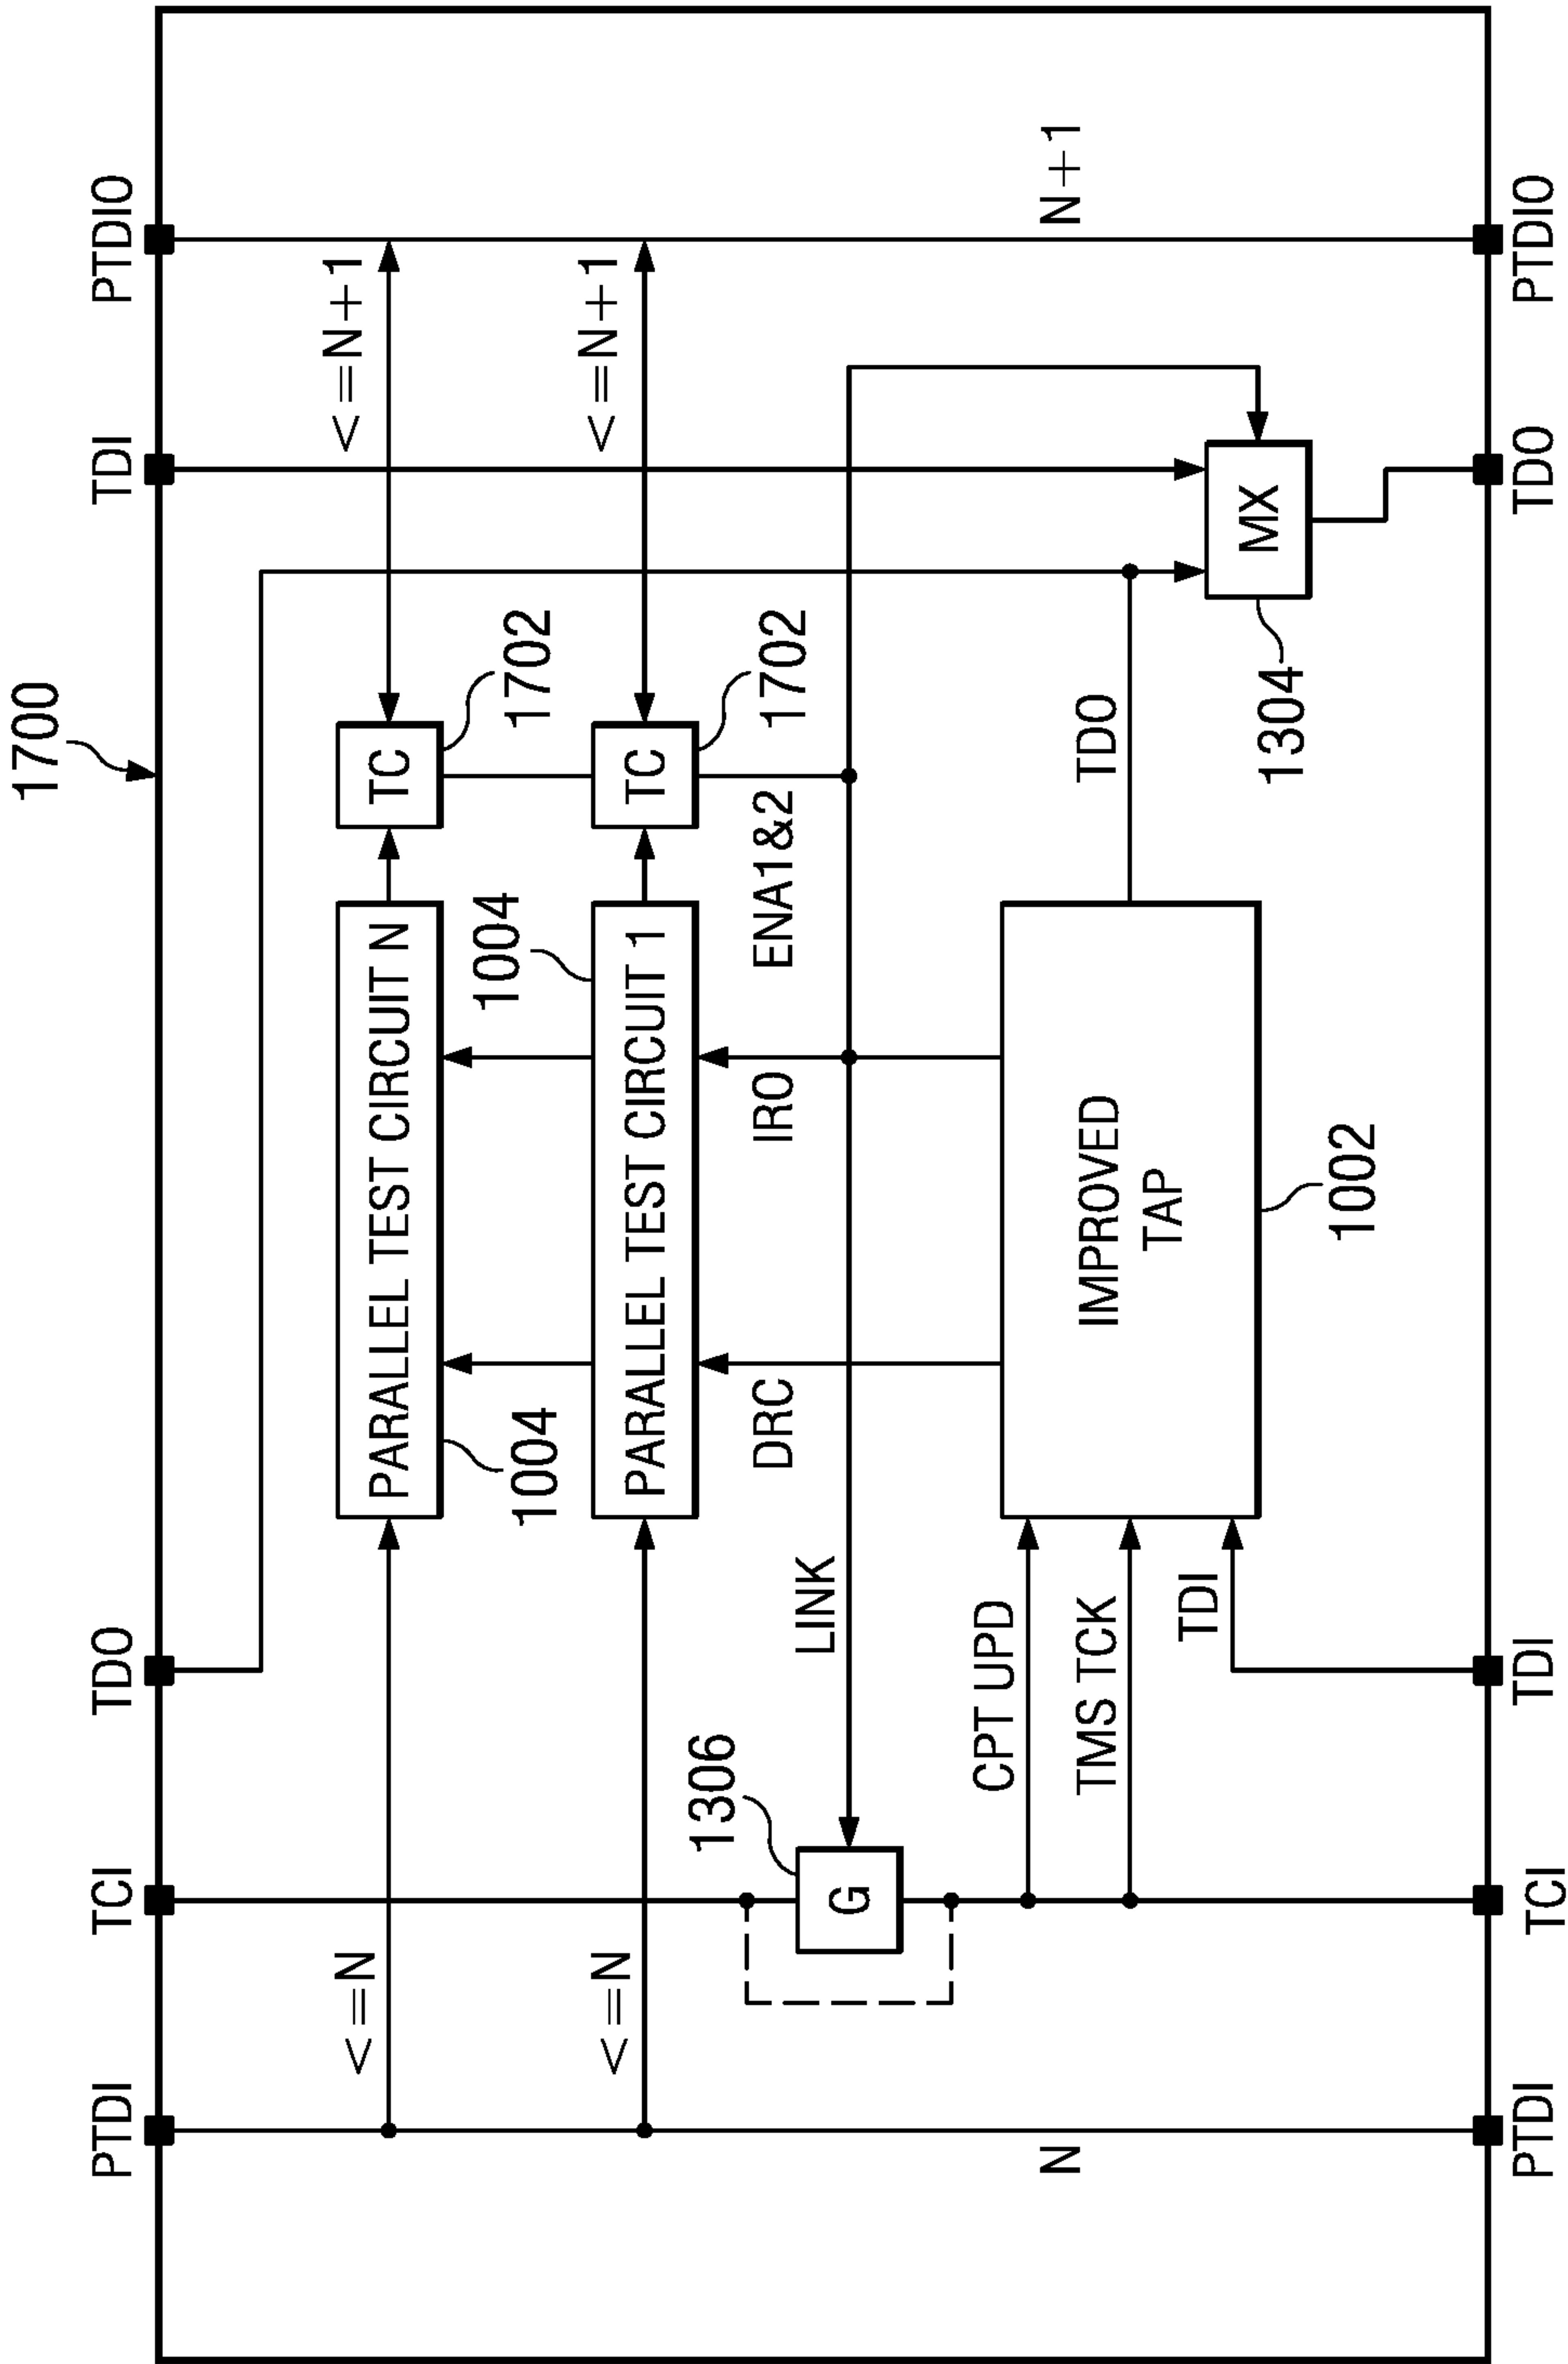 1700
PTDI
TCI
TDO
TDI
PTDIO
<=N
PARALLEL TEST CIRCUIT N
TC
<=N+1
1004
1004
1702
<=N
PARALLEL TEST CIRCUIT 1
TC
<=N+1
1702
1306
G
LINK
DRC
IRO
ENA1&2
N
CPT UPD
TMS TCK
TDI
IMPROVED
TAP
TDO
N+1
MX
1002
1304
PTDI
TCI
TDI
TDO
PTDIO